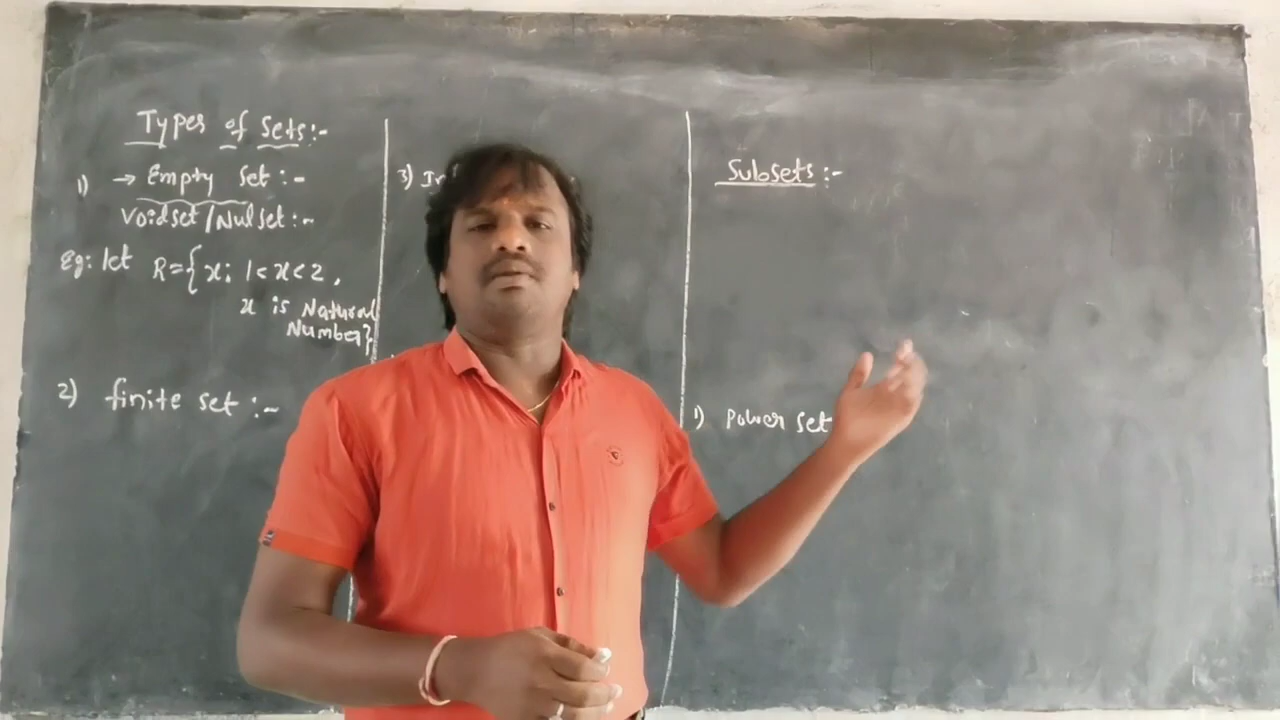 Types of Sets:-
1) → Empty Set :-
Voidset/Nulset:-
Eg: let R={x: 1<x<2,
x is Natural
Number}
2) finite set :-
3)
Subsets :-
1) Power set